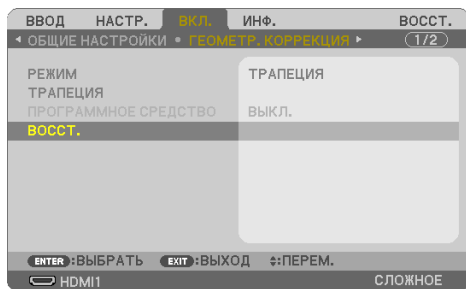 ВВОД НАСТР. ВКЛ. ИНФ. ВОССТ.
◂ ОБЩИЕ НАСТРОЙКИ • ГЕОМЕТР. КОРРЕКЦИЯ ▸ (1/2)
РЕЖИМ ТРАПЕЦИЯ
ТРАПЕЦИЯ
ПРОГРАММНОЕ СРЕДСТВО ВЫКЛ.
ВОССТ.
ENTER :ВЫБРАТЬ EXIT :ВЫХОД ♦:ПЕРЕМ.
HDMI1 СЛОЖНОЕ